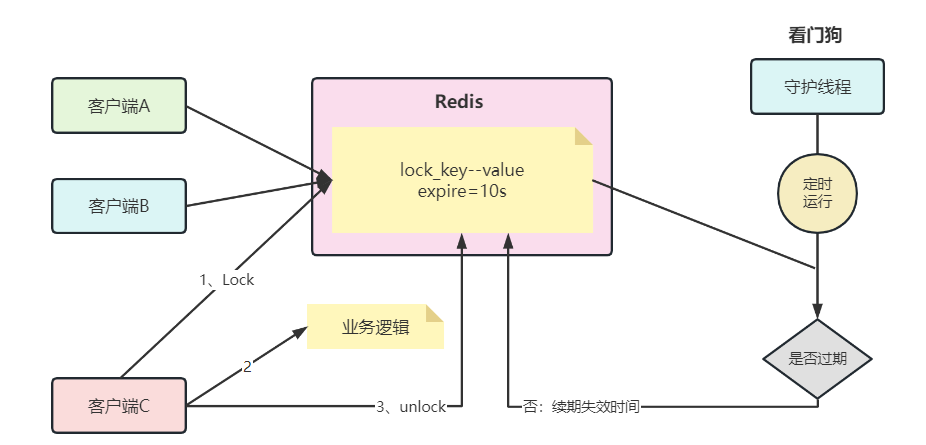 看门狗
守护线程
客户端A
Redis
lock_key--value
expire=10s
定时
运行
客户端B
1、Lock
业务逻辑
2
是否过期
客户端C
3、unlock
否：续期失效时间